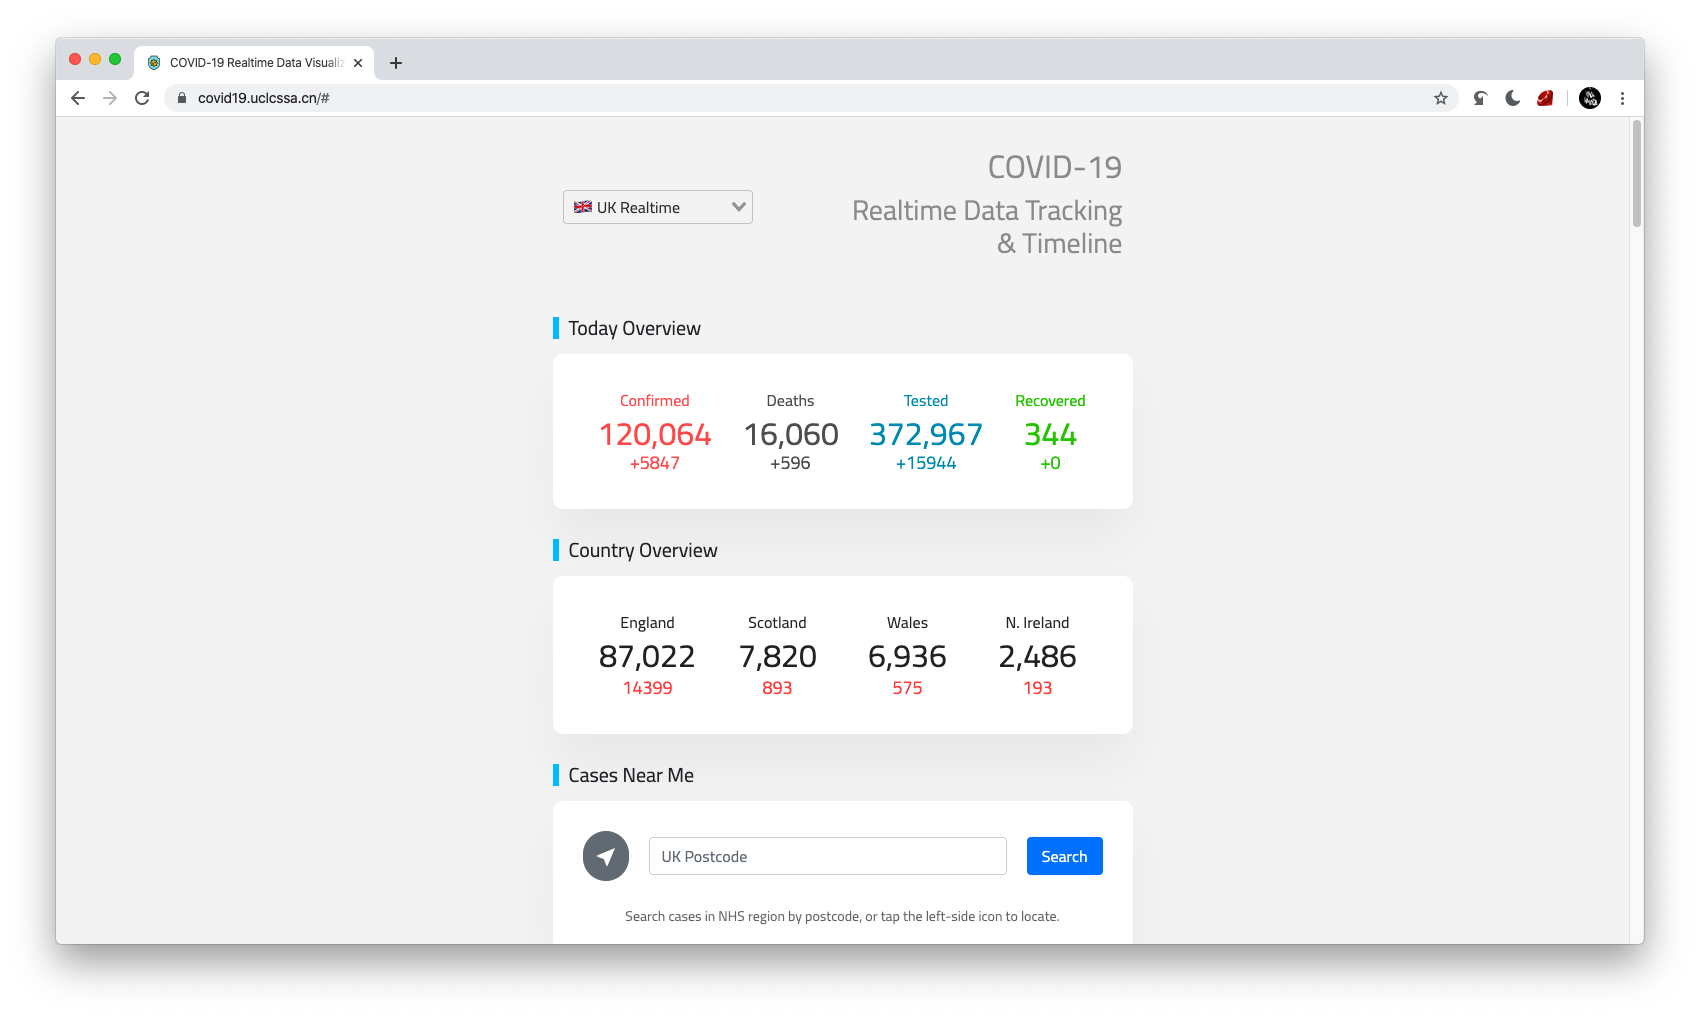 COVID-19 Realtime Data Visualiz
covid19.uclcssa.cn/#
COVID-19
Realtime Data Tracking
& Timeline
UK Realtime
Today Overview
Confirmed Deaths Tested Recovered
120,064 16,060 372,967 344
+5847 +596 +15944 +0
Country Overview
England Scotland Wales N. Ireland
87,022 7,820 6,936 2,486
14399 893 575 193
Cases Near Me
UK Postcode Search
Search cases in NHS region by postcode, or tap the left-side icon to locate.